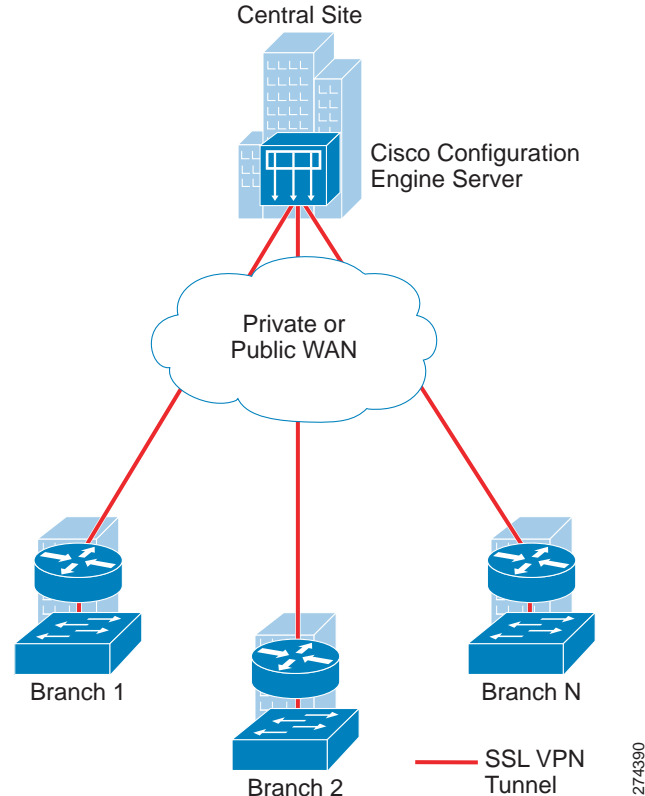 Central Site
Cisco Configuration
Engine Server
Private or
Public WAN
Branch 1
Branch N
Branch 2
SSL VPN
Tunnel
274390